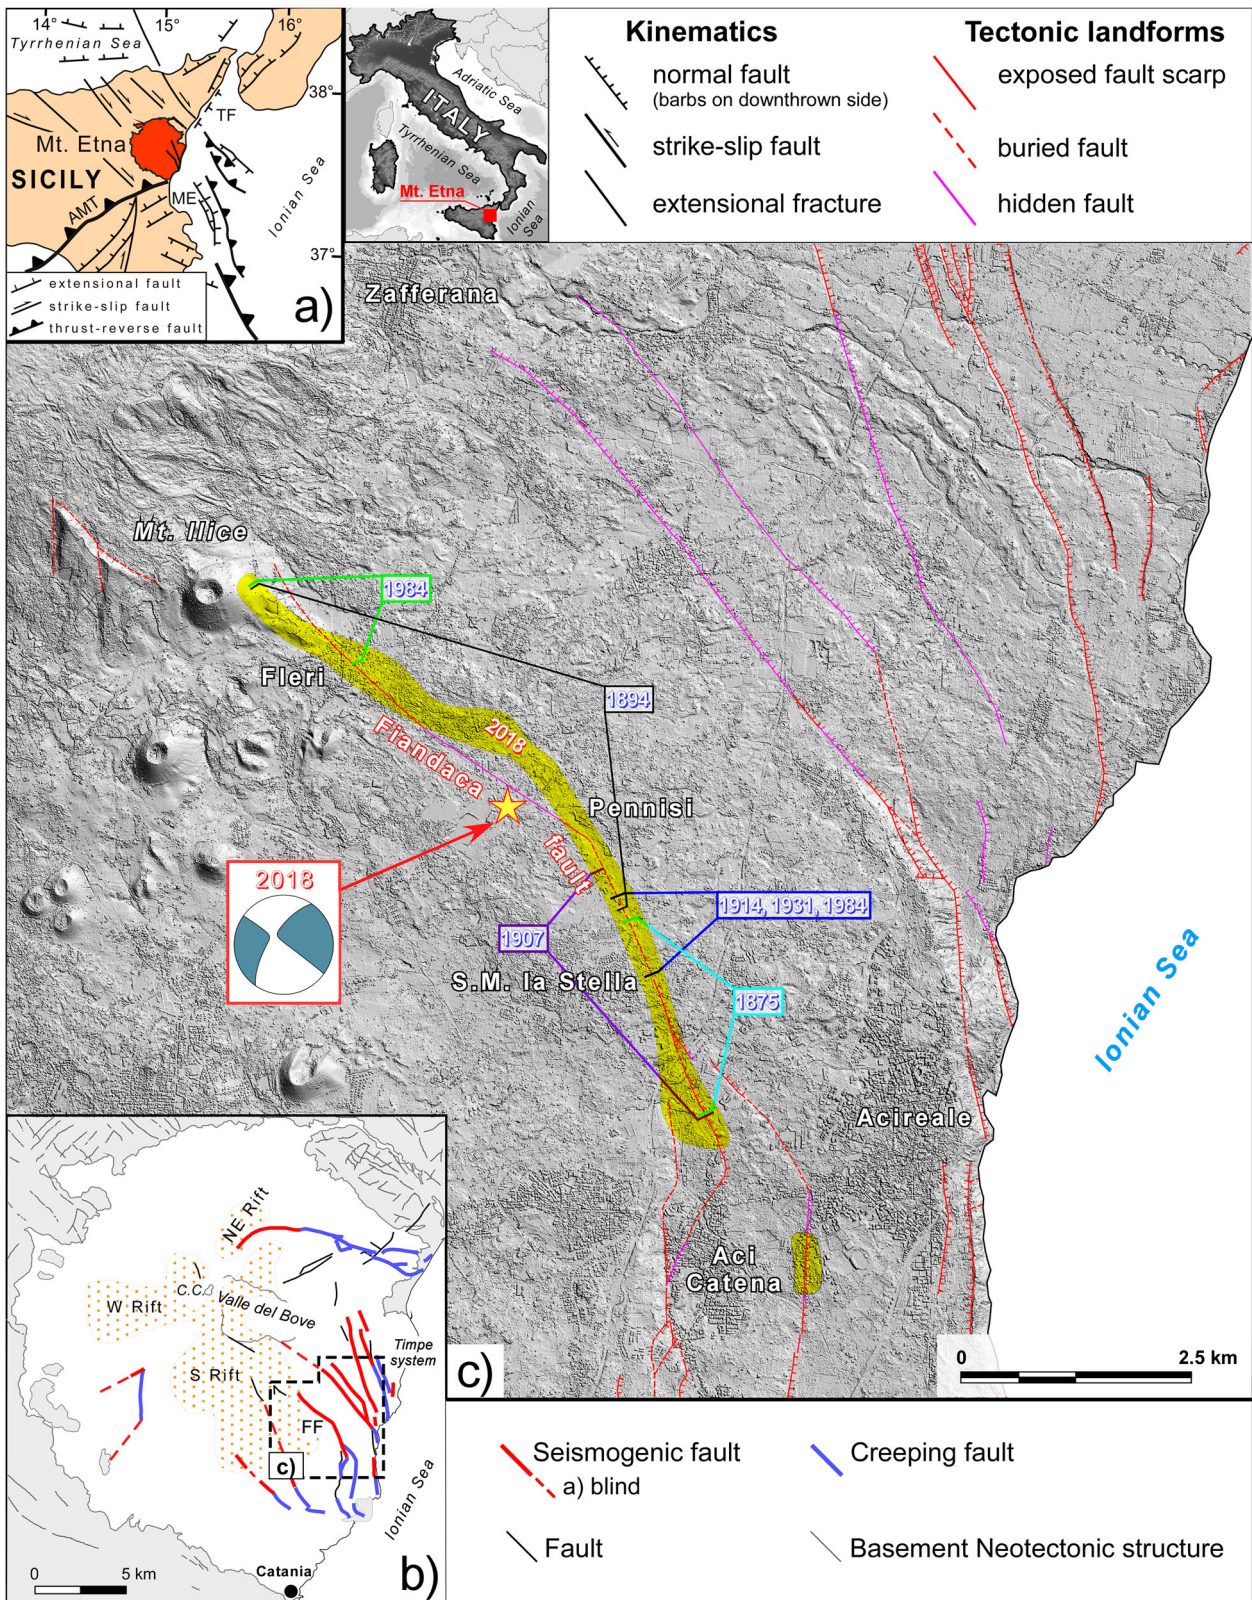 14°
15°
16°
Tyrrhenian Sea
38°
TF
Mt. Etna
SICILY
AMT
ME
Ionian Sea
37°
extensional fault
strike-slip fault
thrust-reverse fault
a)
Adriatic Sea
ITALY
Tyrrhenian Sea
Mt. Etna
Ionian
Sea
Kinematics
normal fault
(barbs on downthrown side)
strike-slip fault
extensional fracture
Tectonic landforms
exposed fault scarp
buried fault
hidden fault
Zafferana
Mt. Ilice
1984
Fleri
1894
2018
Fiandaca
fault
Pennisi
2018
1914, 1931, 1984
1907
S.M. la Stella
1875
Ionian Sea
Acireale
Aci
Catena
c)
0 2.5 km
NE Rift
C.C.
Valle del Bove
W Rift
Timpe
system
S Rift
FF
c)
Ionian Sea
0 5 km
Catania
b)
Seismogenic fault
a) blind
Creeping fault
Fault
Basement Neotectonic structure